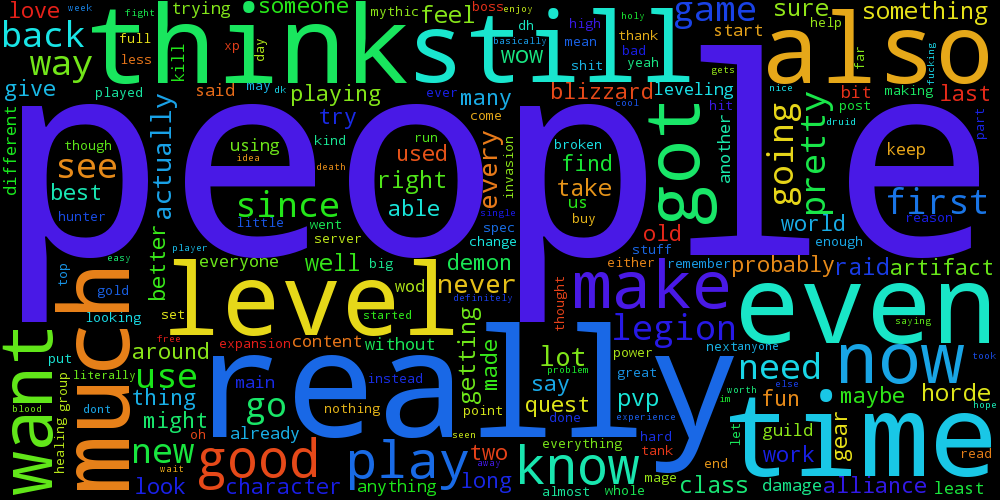 love
week
trying
fight
someone
mythic
feel
boss
enjoy
dh
holy
game
sure
something
back
full
xp
day
high
thank
start
help
think
still
also
way
less
kill
wow
basically
mean
bad
yeah
shit
far
fucking
give
played
said
may
dk
playing
ever
many
blizzard
leveling
gets
nice
bit
making
last
different
actually
try
come
cool
got
hit
another
going
pretty
post
druid
part
people
though
using
idea
kind
run
every
invasion
broken
keep
see
death
right
used
find
best
able
take
us
buy
first
hunter
since
little
single
world
reason
went
spec
server
change
old
enough
stuff
top
easy
better
player
everyone
well
big
demon
either
remember
probably
raid
artifact
much
gold
level
wod
never
definitely
thought
make
even
looking
set
started
getting
legion
saying
want
put
free
expansion
content
without
made
lot
power
next
anyone
now
took
around
really
problem
great
need
literally
use
main
instead
say
worth
else
maybe
horde
hope
blood
dont
thing
go
nothing
point
quest
pvp
experience
im
fun
healing
group
might
already
done
let
time
gear
oh
seen
everything
hard
guild
new
wait
good
play
two
know
tank
work
read
away
end
look
character
anything
long
almost
whole
mage
class
damage
alliance
least